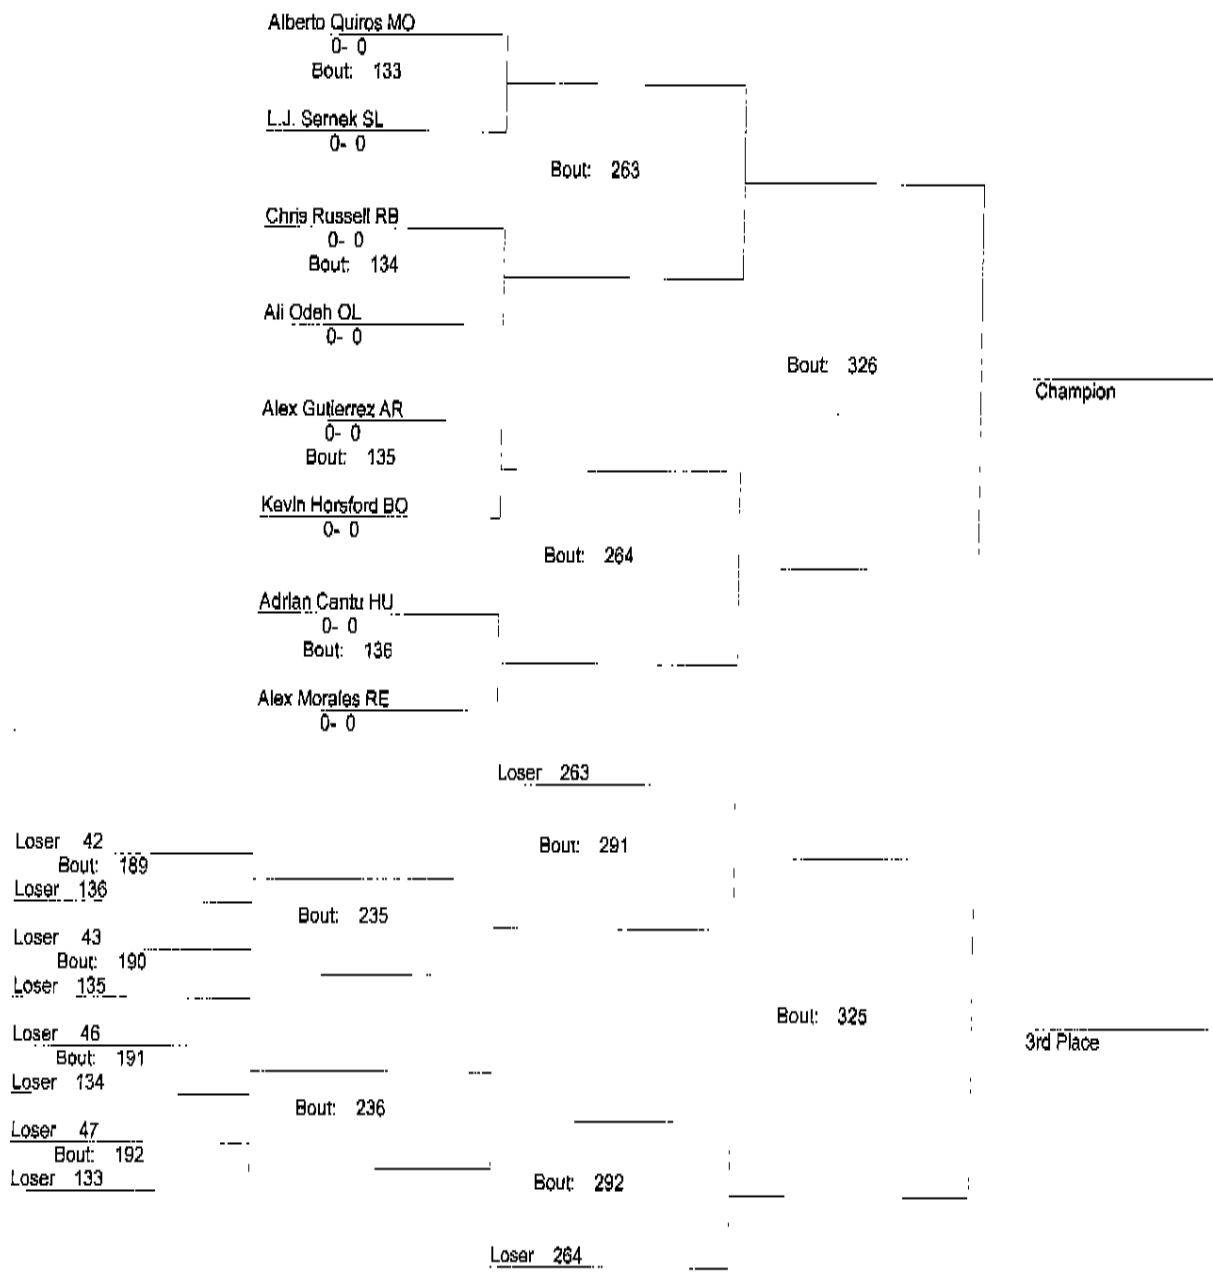 Alberto Quiros MO
0- 0
Bout: 133
L.J. Sernek SL
0- 0
Bout: 263
Chris Russell RB
0- 0
Bout: 134
Ali Odeh OL
0- 0
Bout: 326
Champion
Alex Gutierrez AR
0- 0
Bout: 135
Kevin Horsford BO
0- 0
Bout: 264
Adrian Cantu HU
0- 0
Bout: 136
Alex Morales RE
0- 0
Loser 263
Loser 42
Bout: 189
Bout: 291
Loser 136
Bout: 235
Loser 43
Bout: 190
Loser 135
Bout: 325
Loser 46
3rd Place
Bout: 191
Loser 134
Bout: 236
Loser 47
Bout: 192
Loser 133
Bout: 292
Loser 264